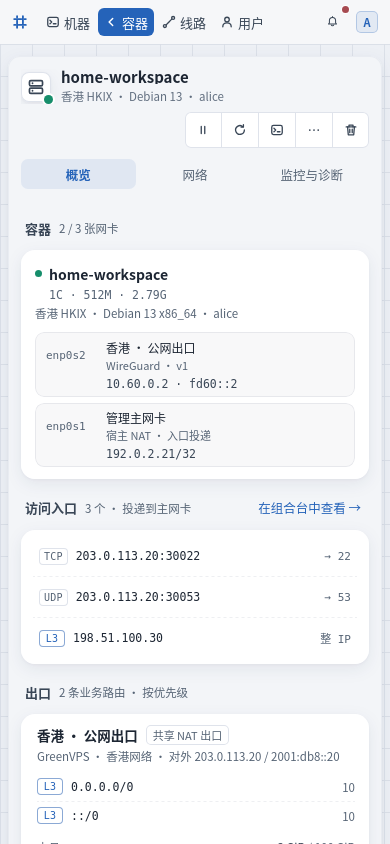 机器
容器
线路
用户
A
home-workspace
香港 HKIX • Debian 13 • alice
概览
网络
监控与诊断
容器 2 / 3 张网卡
home-workspace
1C · 512M · 2.79G
香港 HKIX • Debian 13 x86_64 • alice
enp0s2
香港 • 公网出口
WireGuard • v1
10.60.0.2 · fd60::2
enp0s1
管理主网卡
宿主 NAT • 入口投递
192.0.2.21/32
访问入口 3 个 • 投递到主网卡 在组合台中查看 →
TCP 203.0.113.20:30022 → 22
UDP 203.0.113.20:30053 → 53
L3 198.51.100.30 整 IP
出口 2 条业务路由 • 按优先级
香港 • 公网出口 共享 NAT 出口
GreenVPS • 香港网络 • 对外 203.0.113.20 / 2001:db8::20
L3 0.0.0.0/0 10
L3 ::/0 10